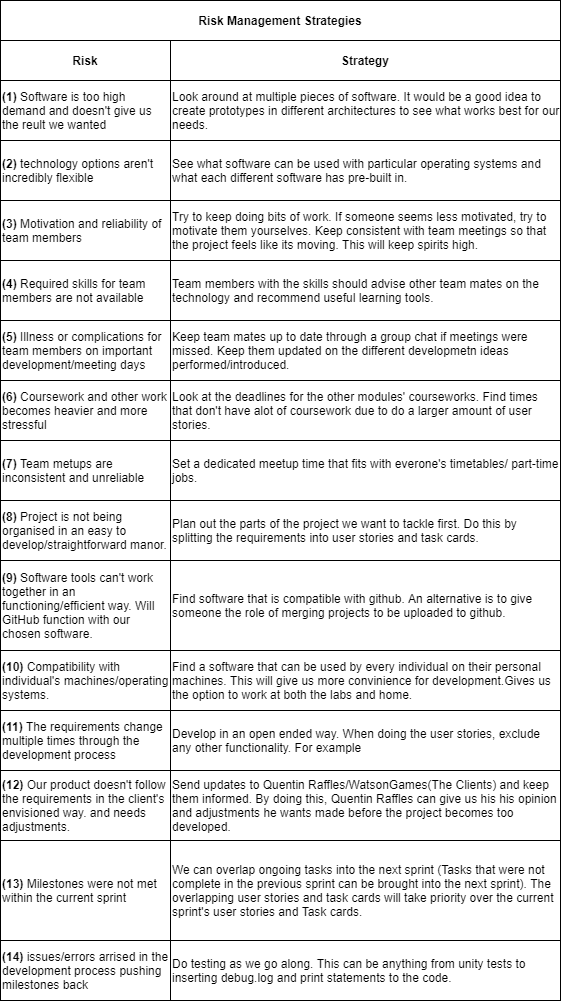 Risk Management Strategies
Risk
Strategy
(1) Software is too high
demand and doesn't give us
the reult we wanted
Look around at multiple pieces of software. It would be a good idea to
create prototypes in different architectures to see what works best for our
needs.
(2) technology options aren't
incredibly flexible
See what software can be used with particular operating systems and
what each different software has pre-built in.
(3) Motivation and reliability of
team members
Try to keep doing bits of work. If someone seems less motivated, try to
motivate them yourselves. Keep consistent with team meetings so that
the project feels like its moving. This will keep spirits high.
(4) Required skills for team
members are not available
Team members with the skills should advise other team mates on the
technology and recommend useful learning tools.
(5) Illness or complications for
team members on important
development/meeting days
Keep team mates up to date through a group chat if meetings were
missed. Keep them updated on the different developmetn ideas
performed/introduced.
(6) Coursework and other work
becomes heavier and more
stressful
Look at the deadlines for the other modules' courseworks. Find times
that don't have alot of coursework due to do a larger amount of user
stories.
(7) Team metups are
inconsistent and unreliable
Set a dedicated meetup time that fits with everone's timetables/ part-time
jobs.
(8) Project is not being
organised in an easy to
develop/straightforward manor.
Plan out the parts of the project we want to tackle first. Do this by
splitting the requirements into user stories and task cards.
(9) Software tools can't work
together in an
functioning/efficient way. Will
GitHub function with our
chosen software.
Find software that is compatible with github. An alternative is to give
someone the role of merging projects to be uploaded to github.
(10) Compatibility with
individual's machines/operating
systems.
Find a software that can be used by every individual on their personal
machines. This will give us more convinience for development.Gives us
the option to work at both the labs and home.
(11) The requirements change
multiple times through the
development process
Develop in an open ended way. When doing the user stories, exclude
any other functionality. For example
(12) Our product doesn't follow
the requirements in the client's
envisioned way. and needs
adjustments.
Send updates to Quentin Raffles/WatsonGames(The Clients) and keep
them informed. By doing this, Quentin Raffles can give us his his opinion
and adjustments he wants made before the project becomes too
developed.
(13) Milestones were not met
within the current sprint
We can overlap ongoing tasks into the next sprint (Tasks that were not
complete in the previous sprint can be brought into the next sprint). The
overlapping user stories and task cards will take priority over the current
sprint's user stories and Task cards.
(14) issues/errors arrised in the
development process pushing
milestones back
Do testing as we go along. This can be anything from unity tests to
inserting debug.log and print statements to the code.